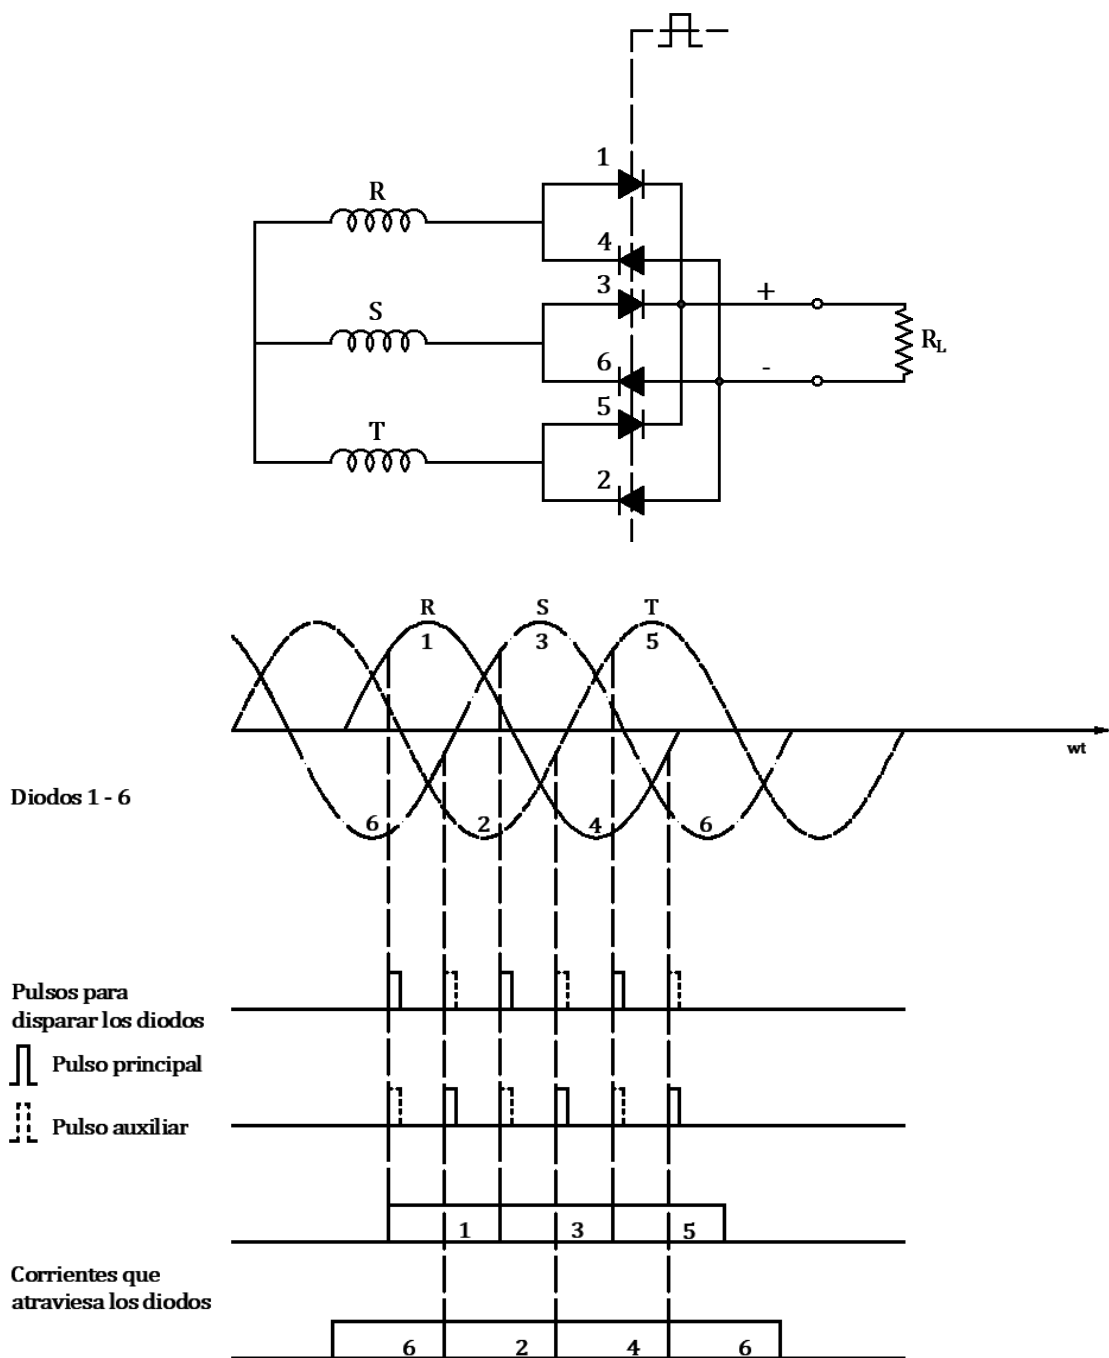 1
R
4
3
+
S
R_L
6
-
5
T
2
R S T
1 3 5
wt
Diodos 1 - 6
6 2 4 6
Pulsos para
disparar los diodos
Pulso principal
Pulso auxiliar
1 3 5
Corrientes que
atraviesa los diodos
6 2 4 6